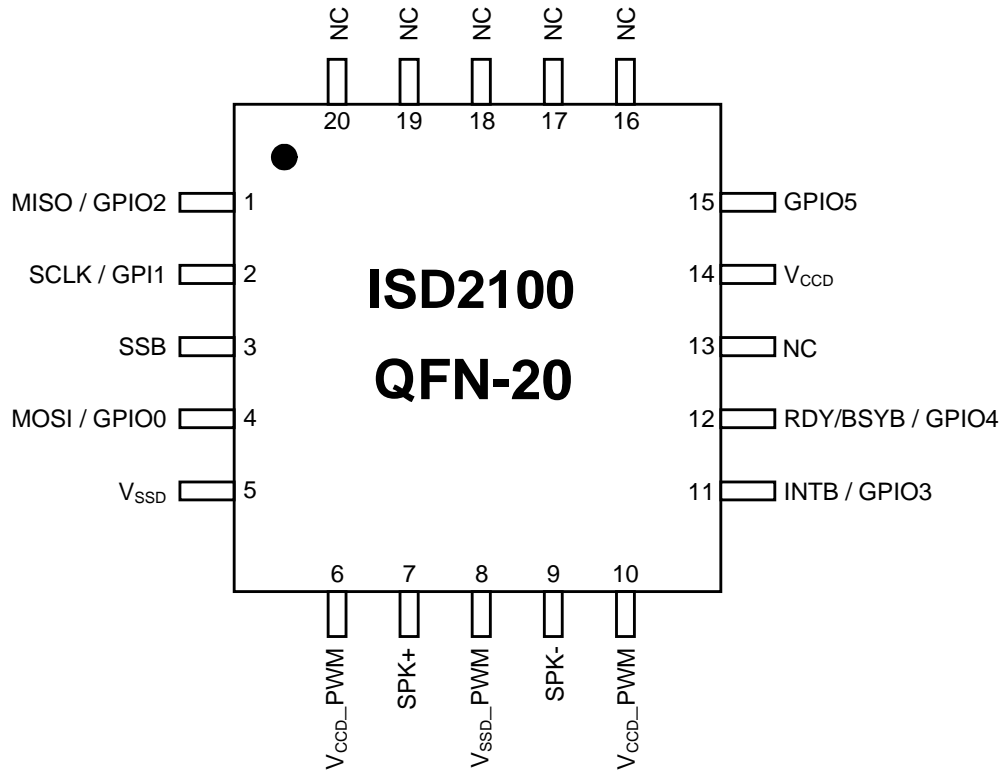 NC NC NC NC NC
20 19 18 17 16
MISO / GPIO2 1
SCLK / GPI1 2
SSB 3
MOSI / GPIO0 4
VSSD 5
ISD2100
QFN-20
15 GPIO5
14 VCCD
13 NC
12 RDY/BSYB / GPIO4
11 INTB / GPIO3
6 7 8 9 10
VCCD_PWM
SPK+
VSSD_PWM
SPK-
VCCD_PWM